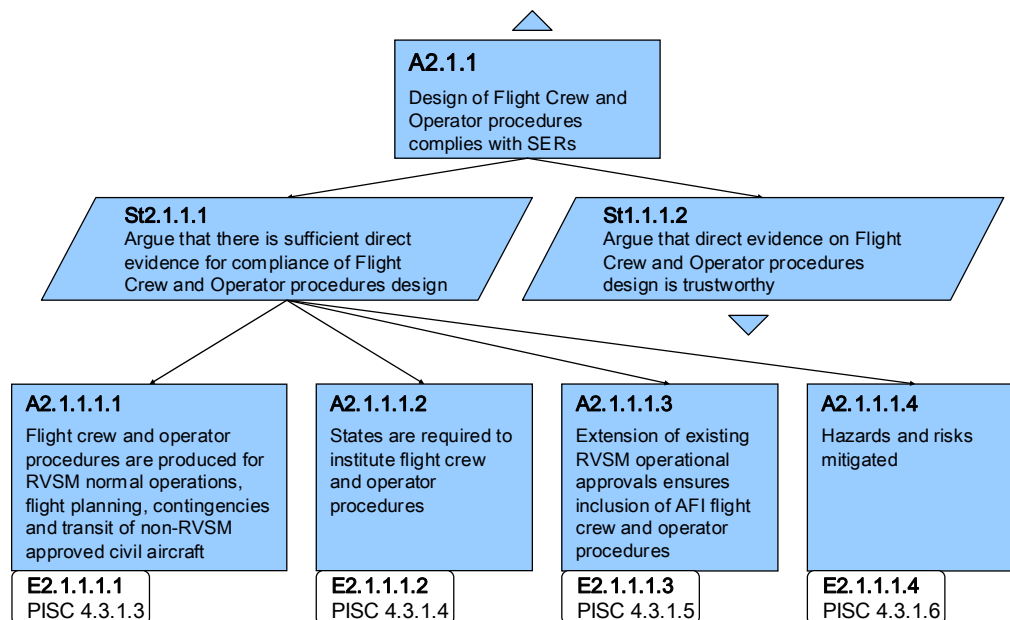 A2.1.1
Design of Flight Crew and
Operator procedures
complies with SERs
St2.1.1.1
Argue that there is sufficient direct
evidence for compliance of Flight
Crew and Operator procedures design
St1.1.1.2
Argue that direct evidence on Flight
Crew and Operator procedures
design is trustworthy
A2.1.1.1.1
Flight crew and operator
procedures are produced for
RVSM normal operations,
flight planning, contingencies
and transit of non-RVSM
approved civil aircraft
E2.1.1.1.1
PISC 4.3.1.3
A2.1.1.1.2
States are required to
institute flight crew
and operator
procedures
E2.1.1.1.2
PISC 4.3.1.4
A2.1.1.1.3
Extension of existing
RVSM operational
approvals ensures
inclusion of AFI flight
crew and operator
procedures
E2.1.1.1.3
PISC 4.3.1.5
A2.1.1.1.4
Hazards and risks
mitigated
E2.1.1.1.4
PISC 4.3.1.6